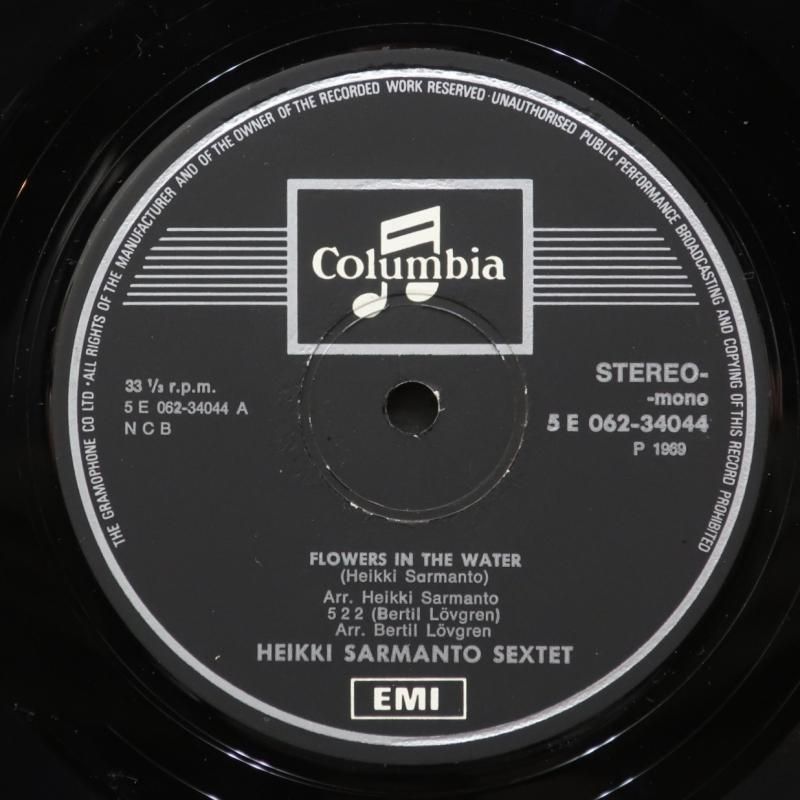 THE GRAMOPHONE CO LTD · ALL RIGHTS OF THE MANUFACTURER AND OF THE OWNER OF THE RECORDED WORK RESERVED · UNAUTHORISED PUBLIC PERFORMANCE BROADCASTING AND COPYING OF THIS RECORD PROHIBITED
Columbia
33 ⅓ r.p.m.
5 E 062-34044 A
N C B
STEREO-
-mono
5 E 062-34044
P 1969
FLOWERS IN THE WATER
(Heikki Sarmanto)
Arr. Heikki Sarmanto
5 2 2 (Bertil Lövgren)
Arr. Bertil Lövgren
HEIKKI SARMANTO SEXTET
EMI